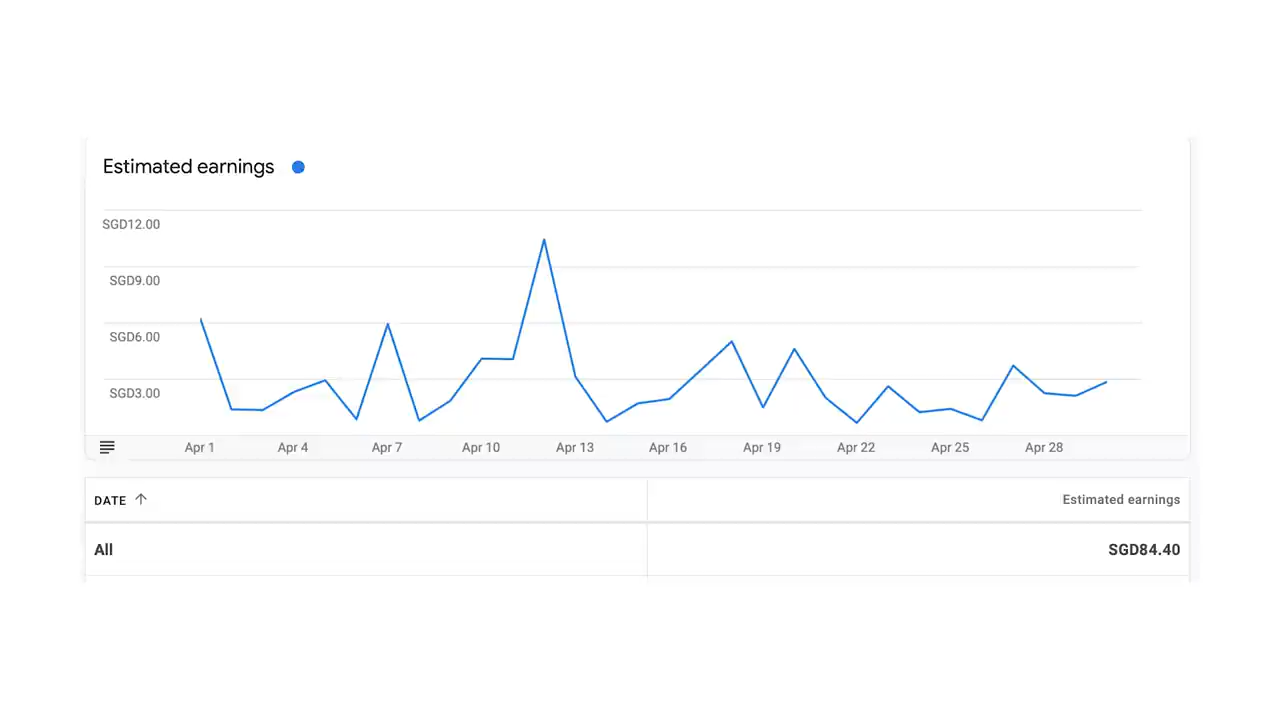 Estimated earnings
SGD12.00
SGD9.00
SGD6.00
SGD3.00
Apr 1 Apr 4 Apr 7 Apr 10 Apr 13 Apr 16 Apr 19 Apr 22 Apr 25 Apr 28
DATE Estimated earnings
All SGD84.40